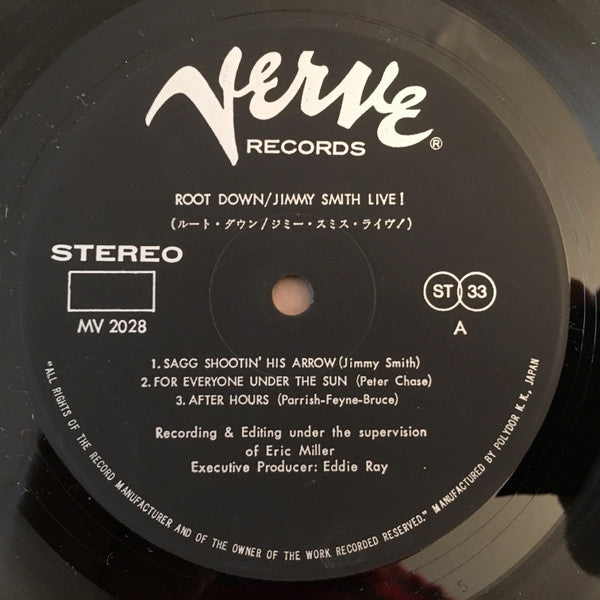 Verve
RECORDS ®
ROOT DOWN/JIMMY SMITH LIVE!
(ルート・ダウン/ジミー・スミス・ライヴ!)
STEREO
MV 2028
ST 33
A
1. SAGG SHOOTIN' HIS ARROW (Jimmy Smith)
2. FOR EVERYONE UNDER THE SUN (Peter Chase)
3. AFTER HOURS (Parrish-Feyne-Bruce)
Recording & Editing under the supervision
of Eric Miller
Executive Producer: Eddie Ray
"ALL RIGHTS OF THE RECORD MANUFACTURER AND OF THE OWNER OF THE WORK RECORDED RESERVED." MANUFACTURED BY POLYDOR K. K., JAPAN
5